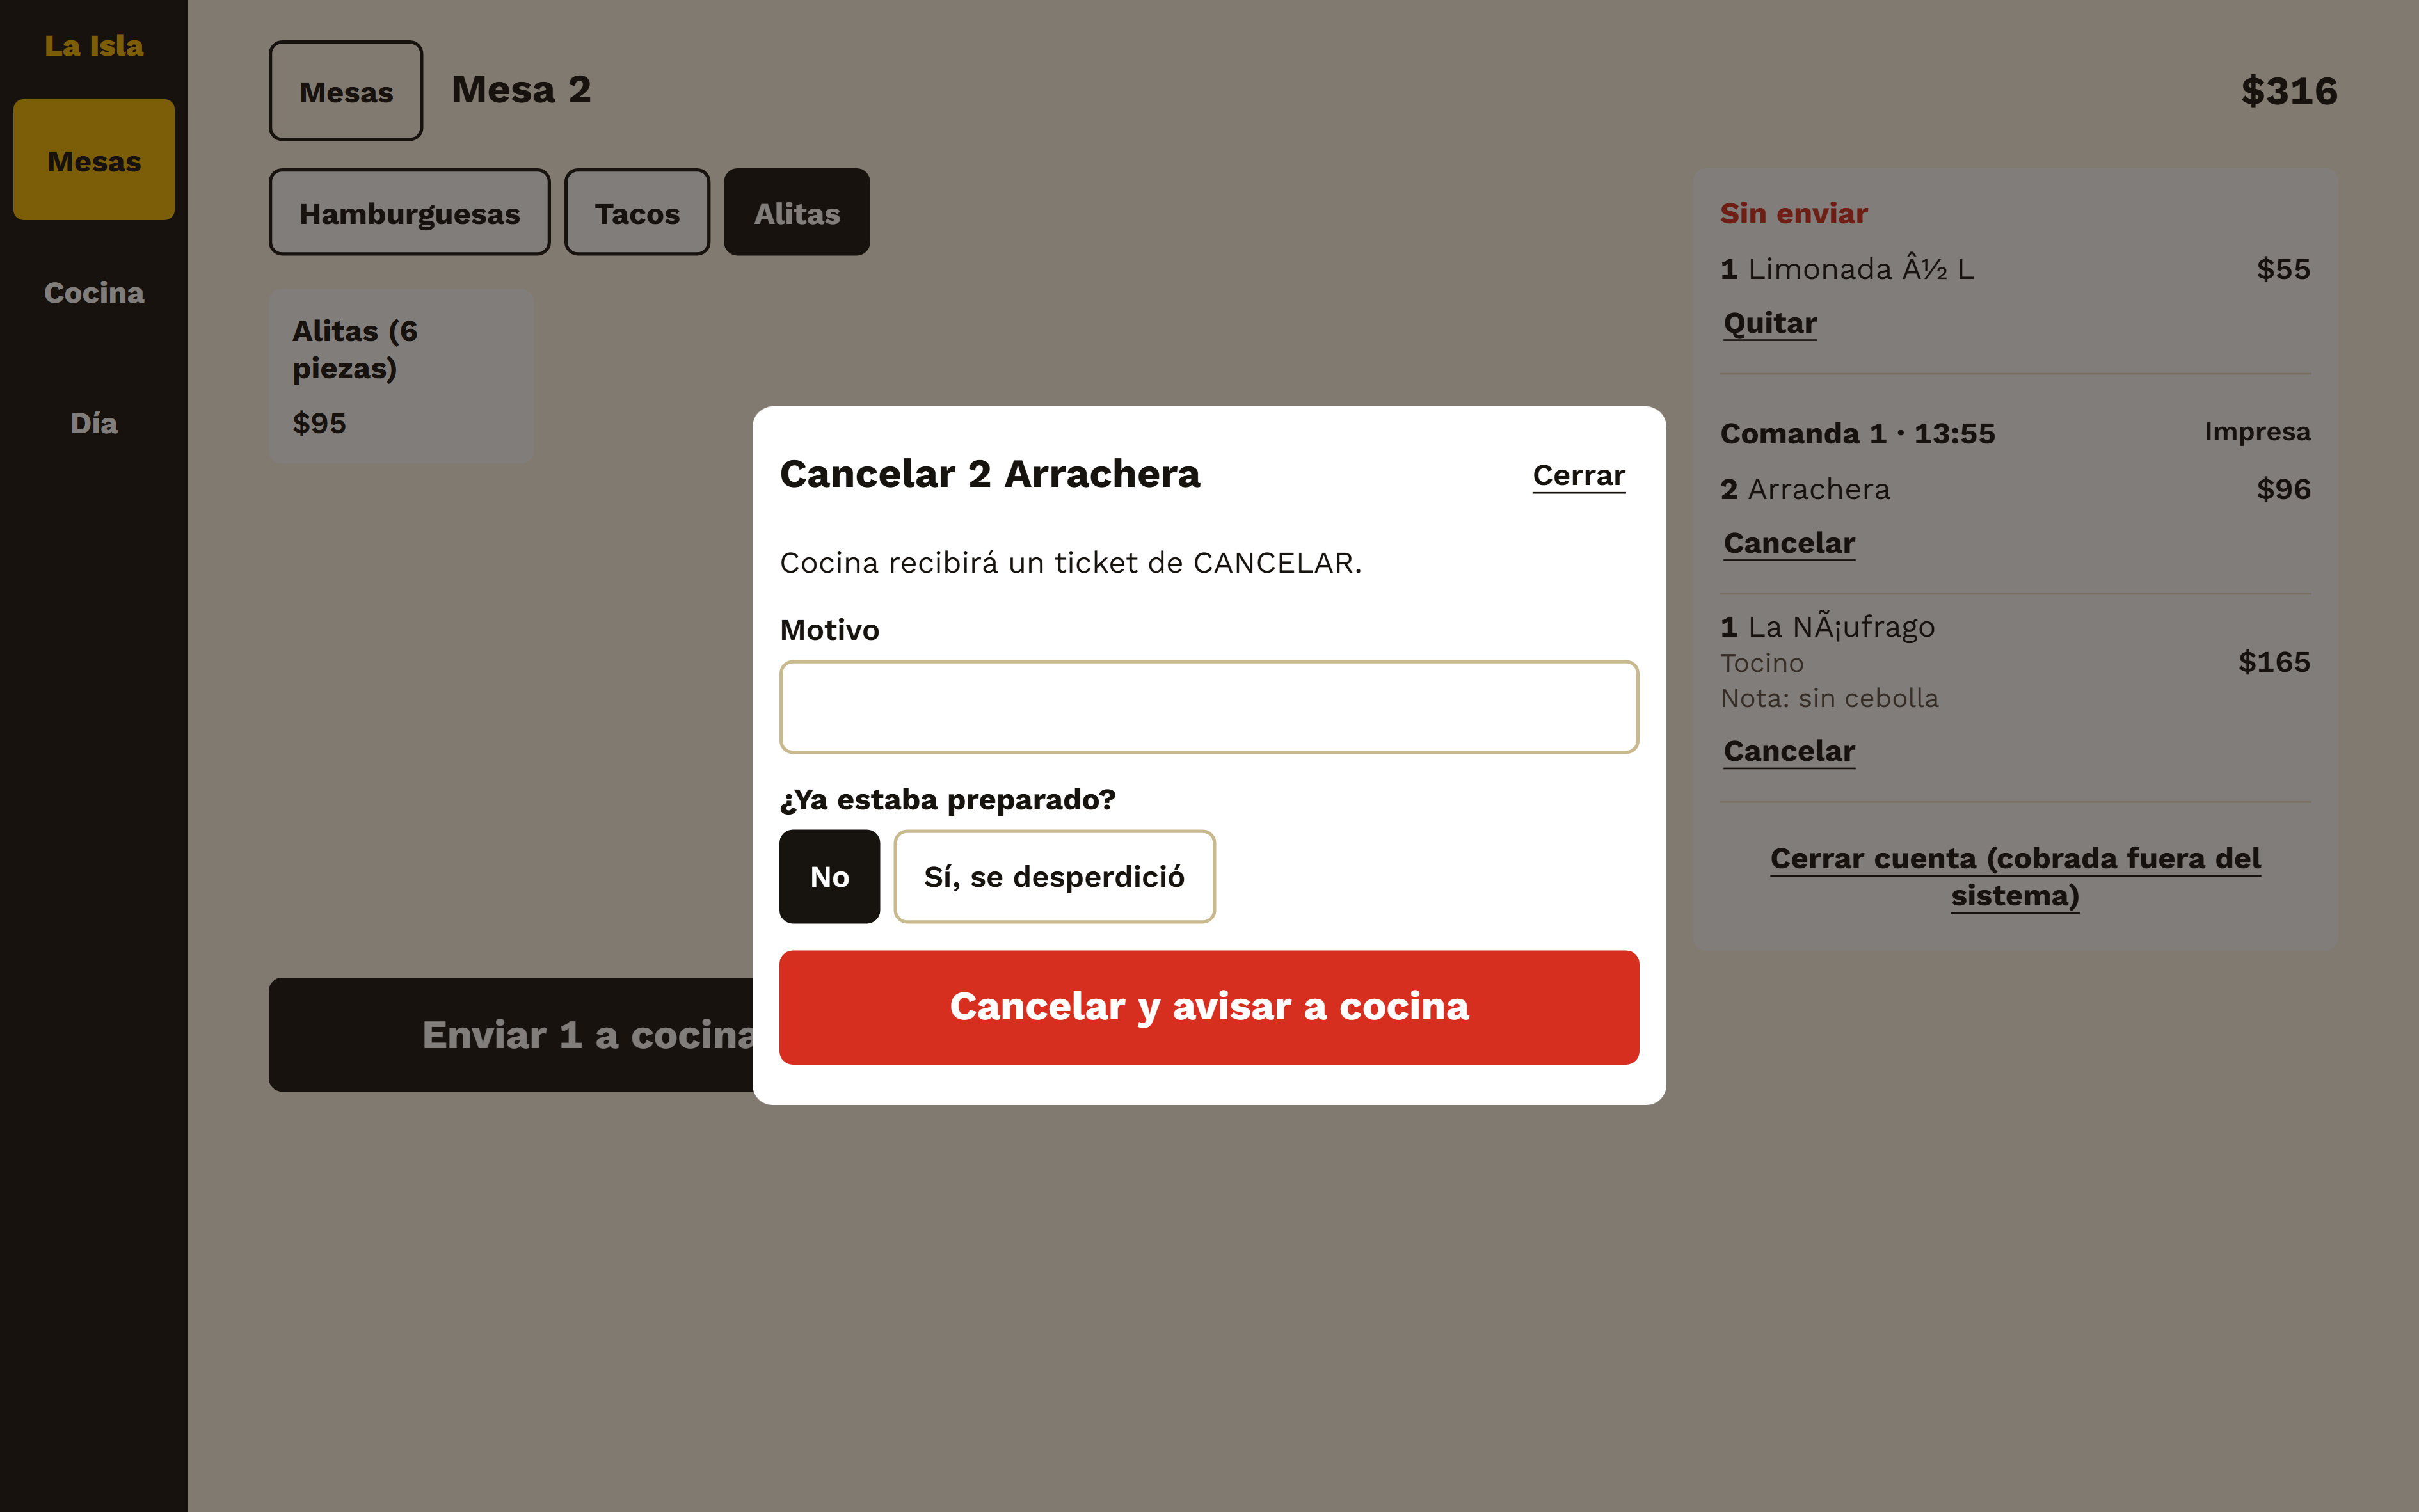 La Isla
Mesas
Cocina
Día
Mesas
Mesa 2
$316
Hamburguesas
Tacos
Alitas
Alitas (6
piezas)
$95
Enviar 1 a cocina
Sin enviar
1 Limonada Â½ L
$55
Quitar
Comanda 1 · 13:55
Impresa
2 Arrachera
$96
Cancelar
1 La NÃ¡ufrago
Tocino
$165
Nota: sin cebolla
Cancelar
Cerrar cuenta (cobrada fuera del
sistema)
Cancelar 2 Arrachera
Cerrar
Cocina recibirá un ticket de CANCELAR.
Motivo
¿Ya estaba preparado?
No
Sí, se desperdició
Cancelar y avisar a cocina